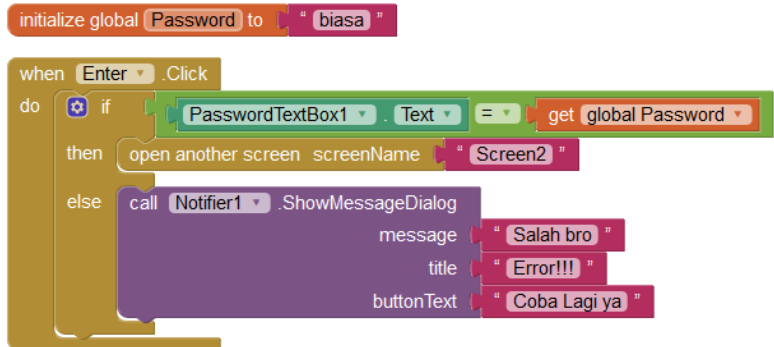 initialize global Password to " biasa "
when Enter .Click
do if PasswordTextBox1 . Text = get global Password
then open another screen screenName " Screen2 "
else call Notifier1 .ShowMessageDialog
message " Salah bro "
title " Error!!! "
buttonText " Coba Lagi ya "